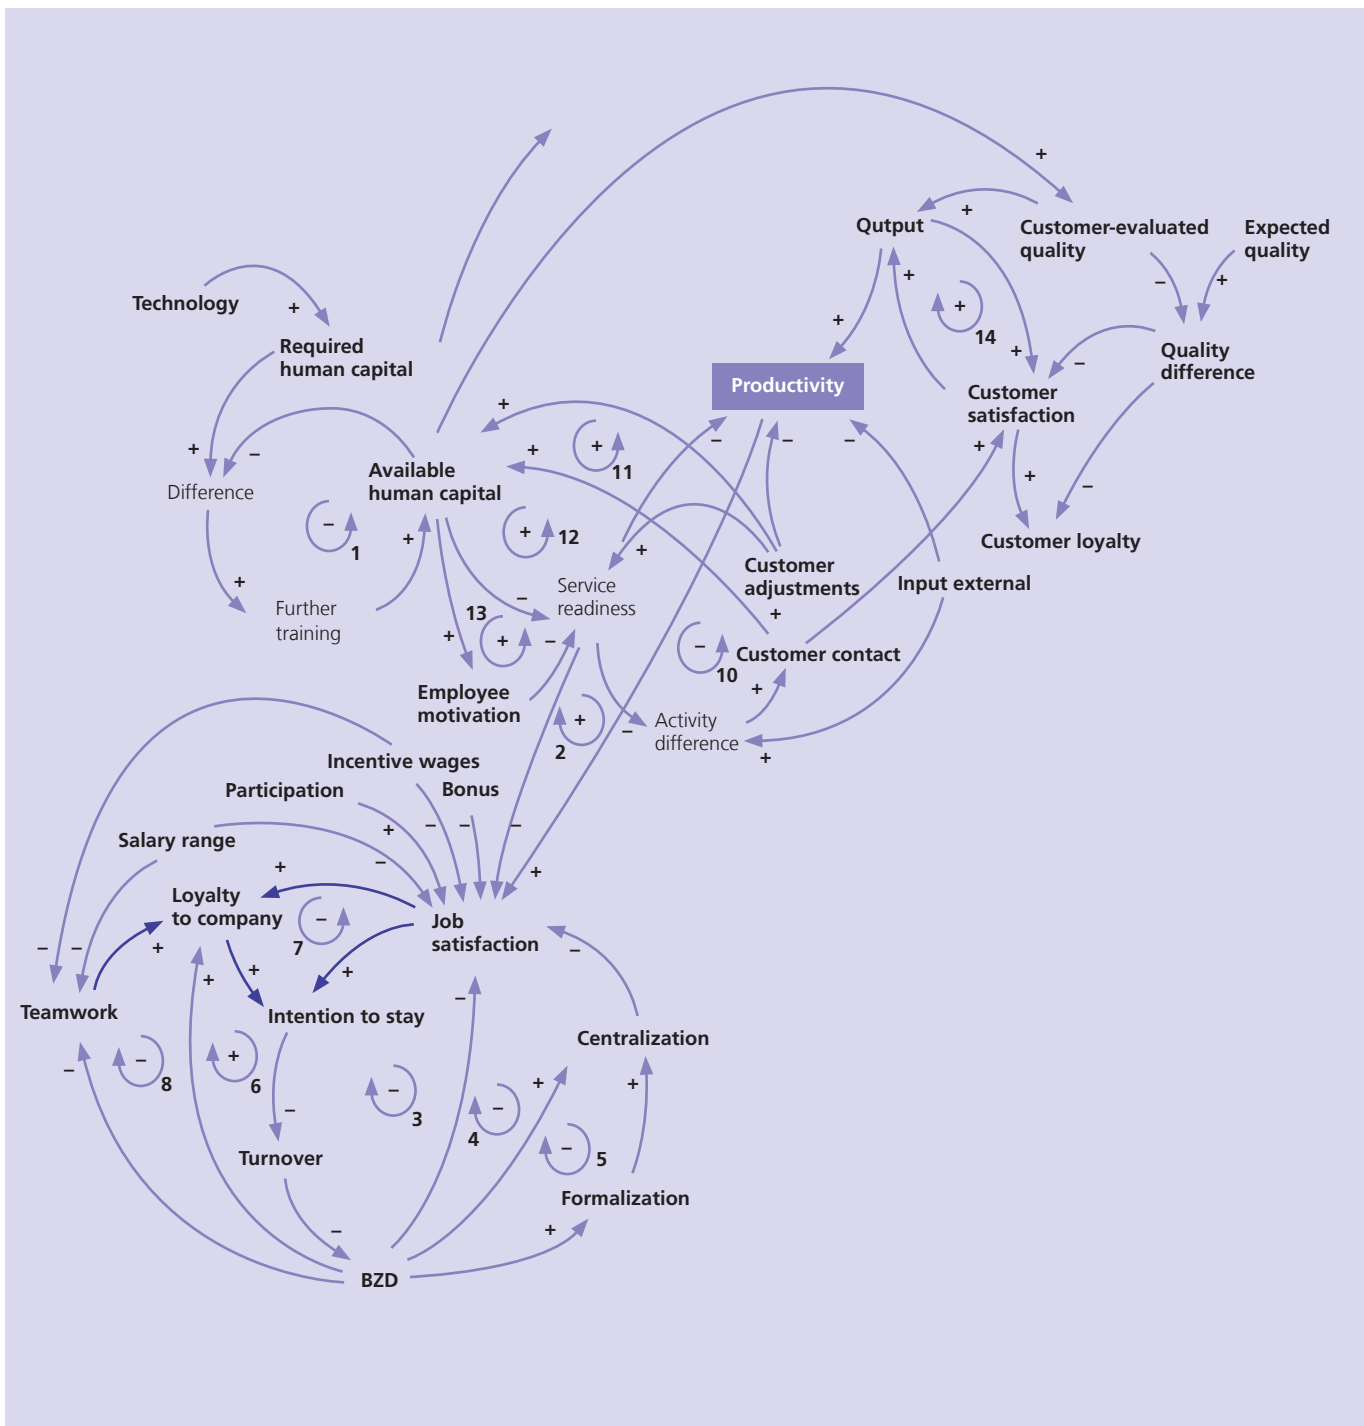 +
Qutput
+
Customer-evaluated
quality
Expected
quality
+
–
+
Technology
+
+
14
+
Required
human capital
+
–
Quality
difference
Productivity
Customer
satisfaction
+
+
–
–
–
+
+
–
+
11
+
Available
human capital
Difference
–
–
1
+
+
12
+
Customer loyalty
+
Customer
adjustments
Input external
+
Service
readiness
–
+
Further
training
13
+
–
+
–
10
Customer contact
+
Employee
motivation
+
2
–
Activity
difference
+
Incentive wages
Participation
Bonus
+
–
–
–
Salary range
–
+
+
Loyalty
to company
–
7
Job
satisfaction
–
–
+
+
+
+
–
–
Teamwork
Intention to stay
Centralization
–
–
8
+
6
–
3
–
4
+
+
–
–
5
Turnover
Formalization
–
+
BZD